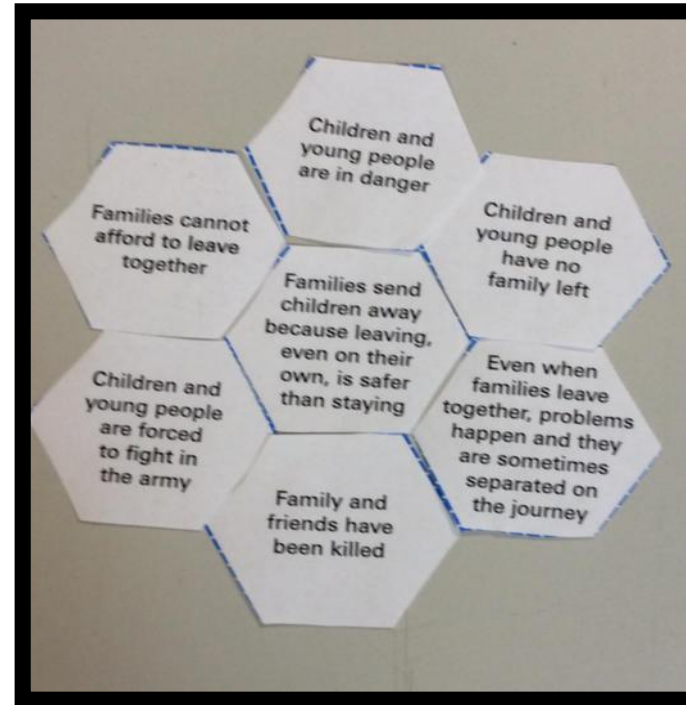 Children and
young people
are in danger
Families cannot
afford to leave
together
Children and
young people
have no
family left
Families send
children away
because leaving,
even on their
own, is safer
than staying
Children and
young people
are forced
to fight in
the army
Even when
families leave
together, problems
happen and they
are sometimes
separated on
the journey
Family and
friends have
been killed